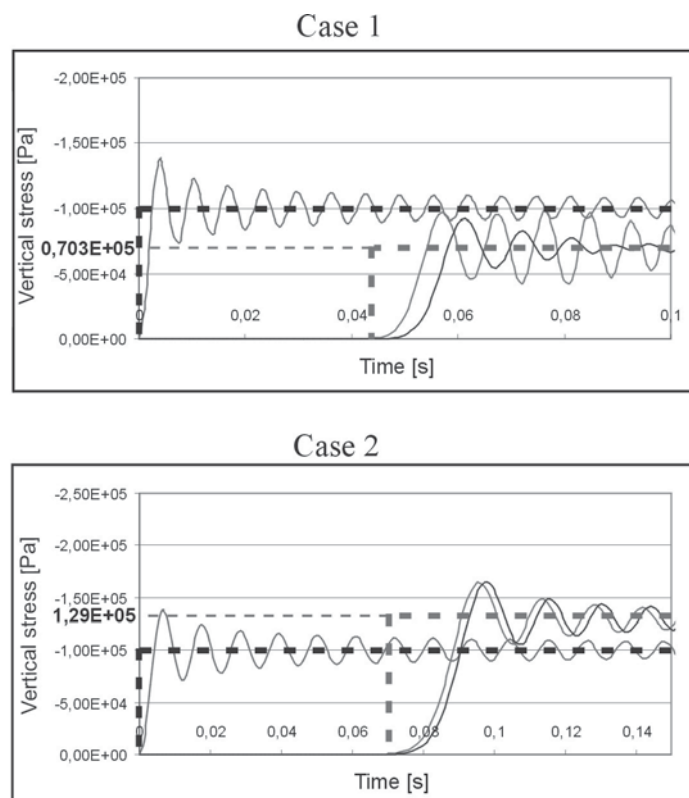 Case 1
Vertical stress [Pa]
-2,00E+05
-1,50E+05
-1,00E+05
0,703E+05
-5,00E+04
0,00E+00
0
0,02
0,04
0,06
0,08
0,1
Time [s]
Case 2
Vertical stress [Pa]
-2,50E+05
-2,00E+05
-1,50E+05
1,29E+05
-1,00E+05
-5,00E+04
0,00E+00
0
0,02
0,04
0,06
0,08
0,1
0,12
0,14
Time [s]